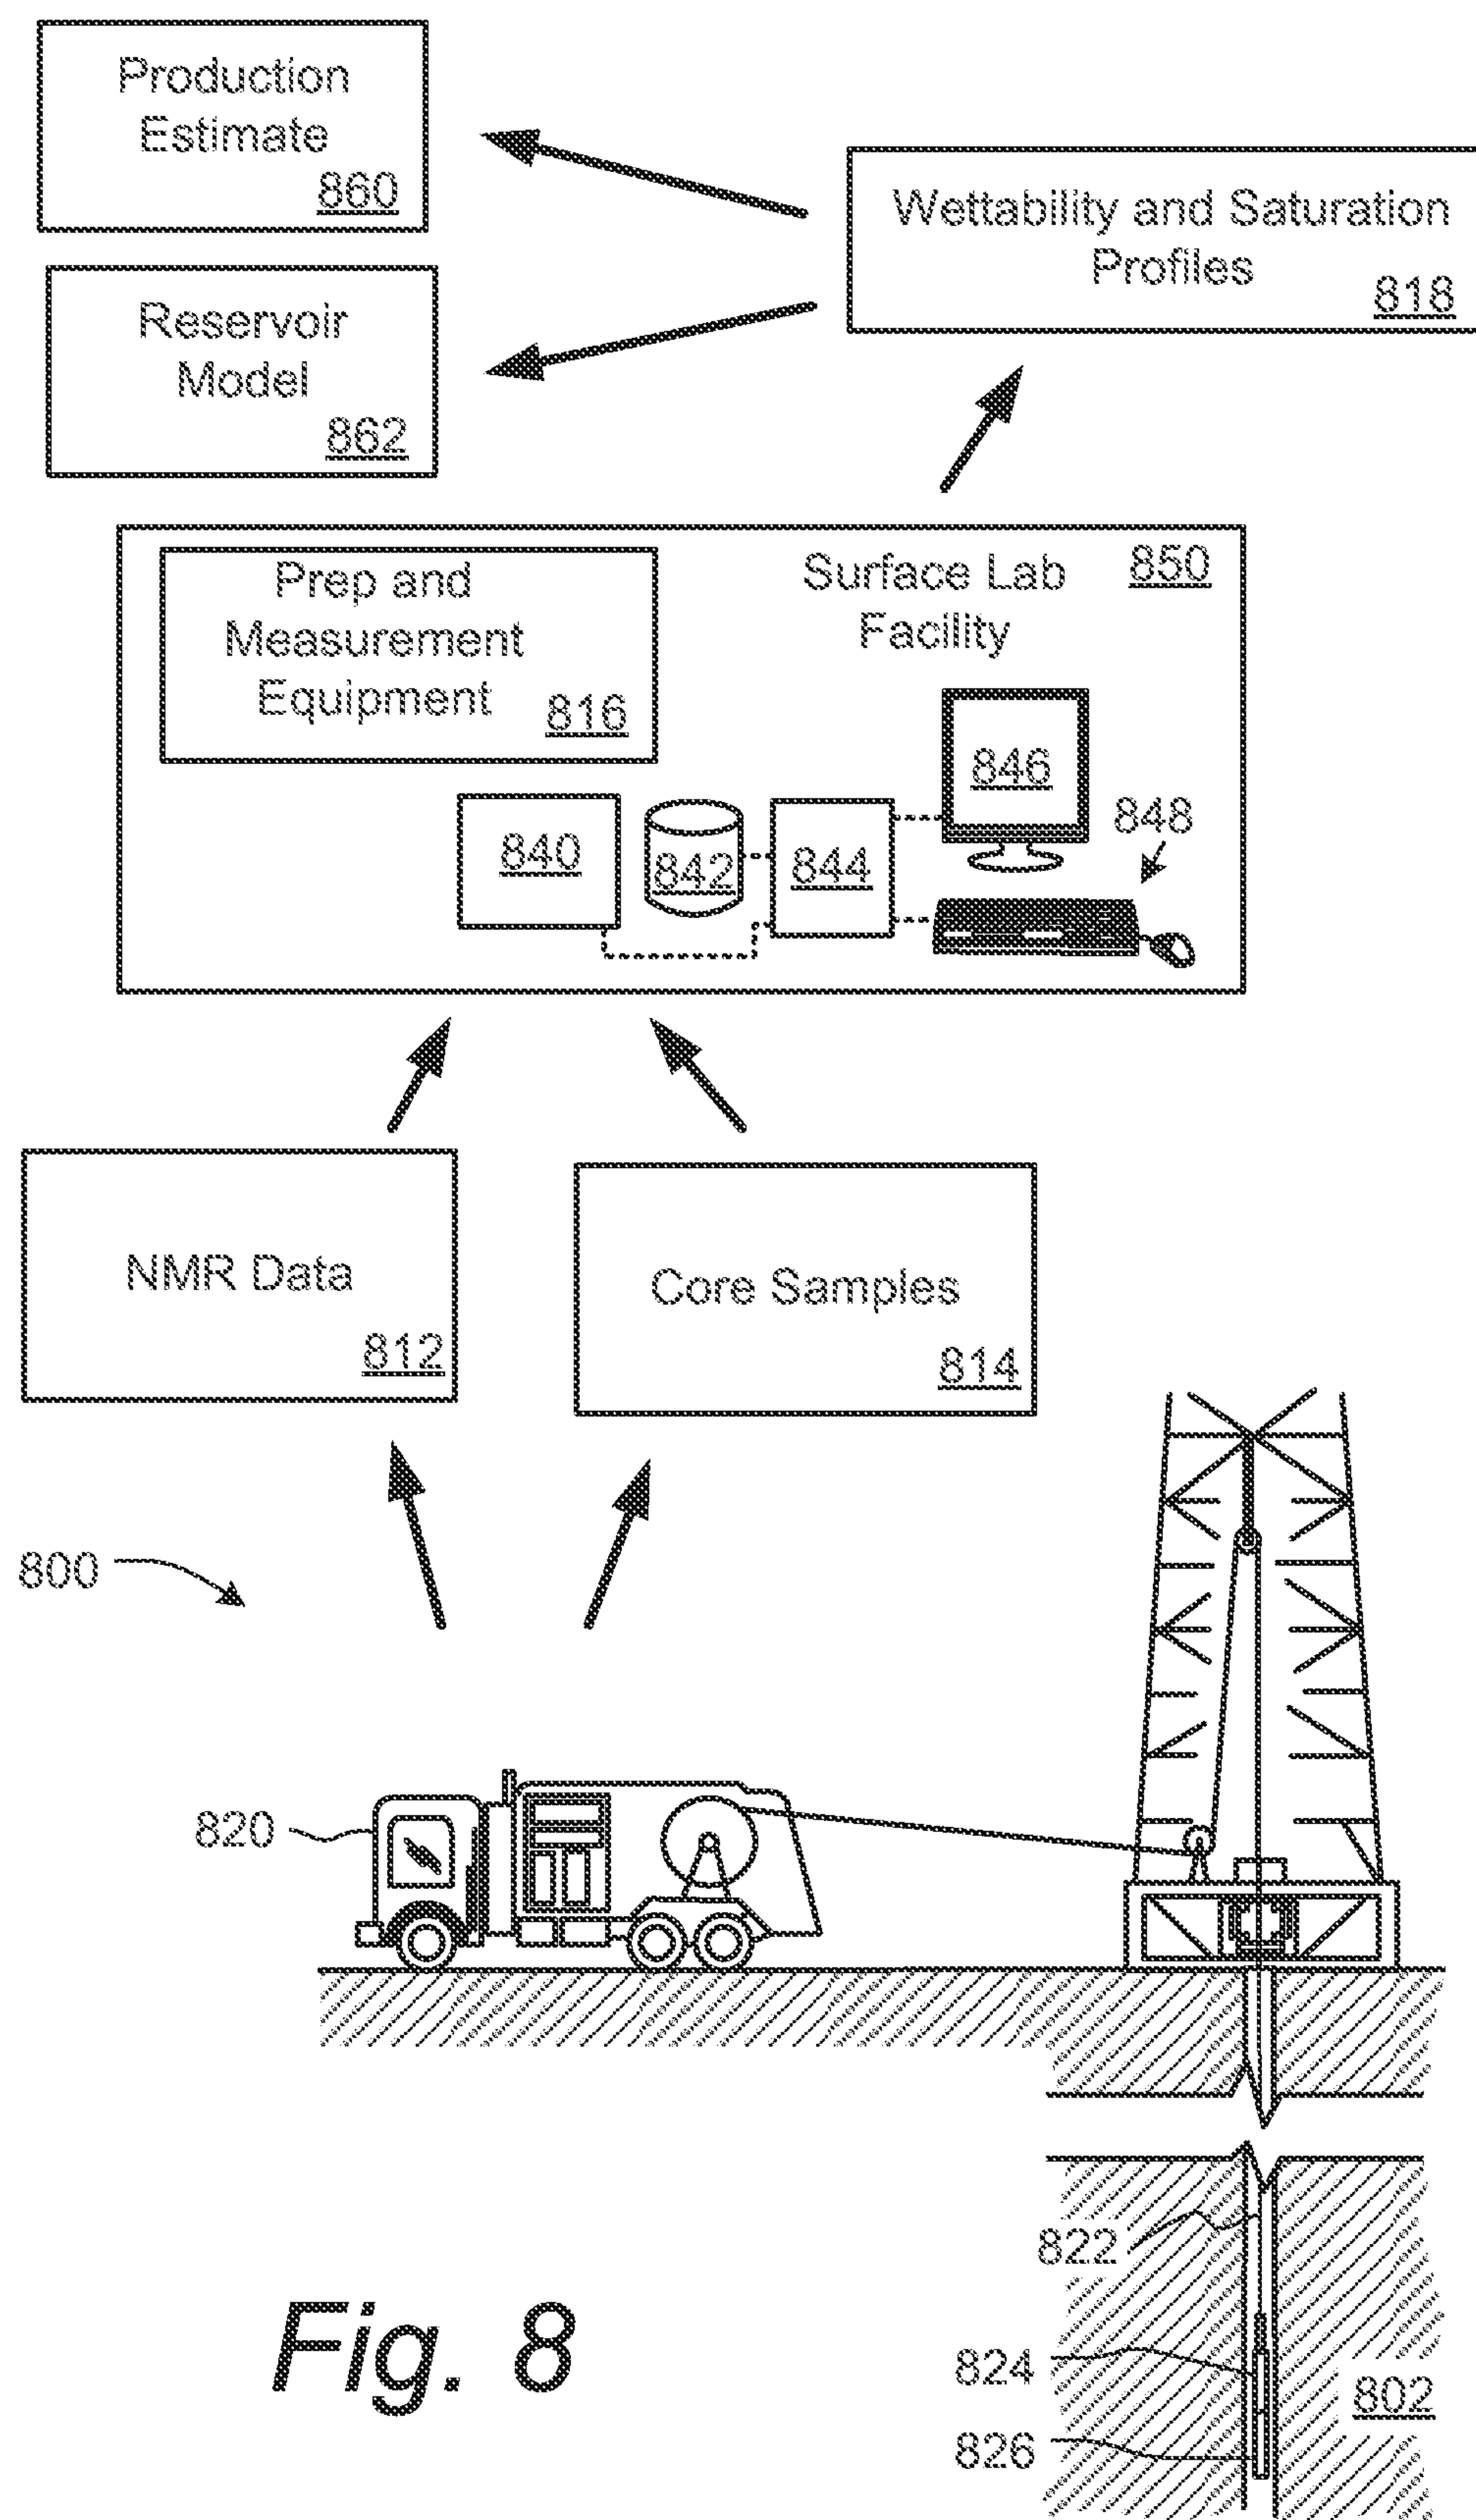 Production
Estimate
860
Wettability and Saturation
Profiles
818
Reservoir
Model
862
Prep and
Measurement
Equipment
816
Surface Lab
Facility
850
846
848
840
842
844
NMR Data
812
Core Samples
814
800
820
822
824
802
826
Fig. 8